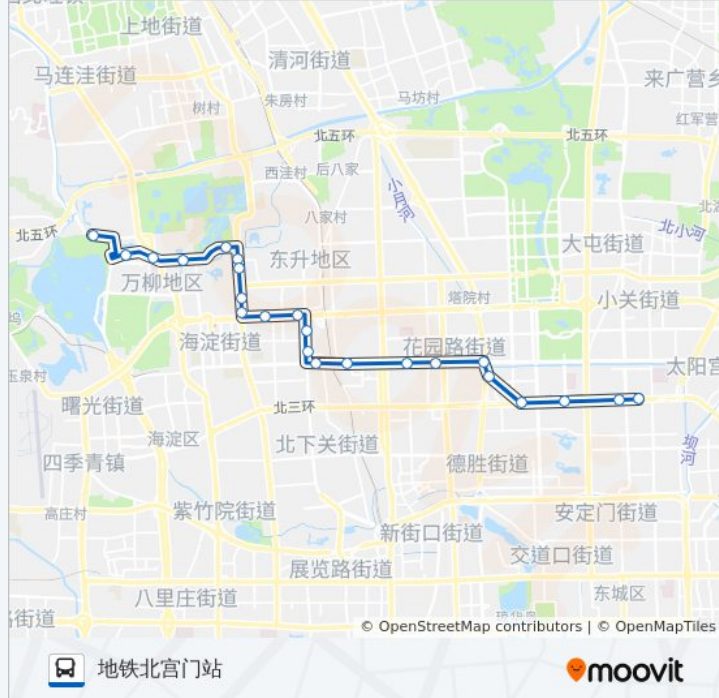 上地街道
清河街道
马连洼街道
来广营乡
树村
朱房村
马坊村
红军营
北五环
北五环
西洼村
后八家
小月河
八家村
北五环
北小河
东升地区
大屯街道
万柳地区
塔院村
小关街道
海淀街道
花园路街道
太阳宫
玉泉村
曙光街道
北三环
海淀区
北下关街道
坝河
四季青镇
德胜街道
高庄村
紫竹院街道
安定门街道
新街口街道
交道口街道
展览路街道
八里庄街道
东城区
街道
© OpenStreetMap contributors | © OpenMapTiles
地铁北宫门站
moovit